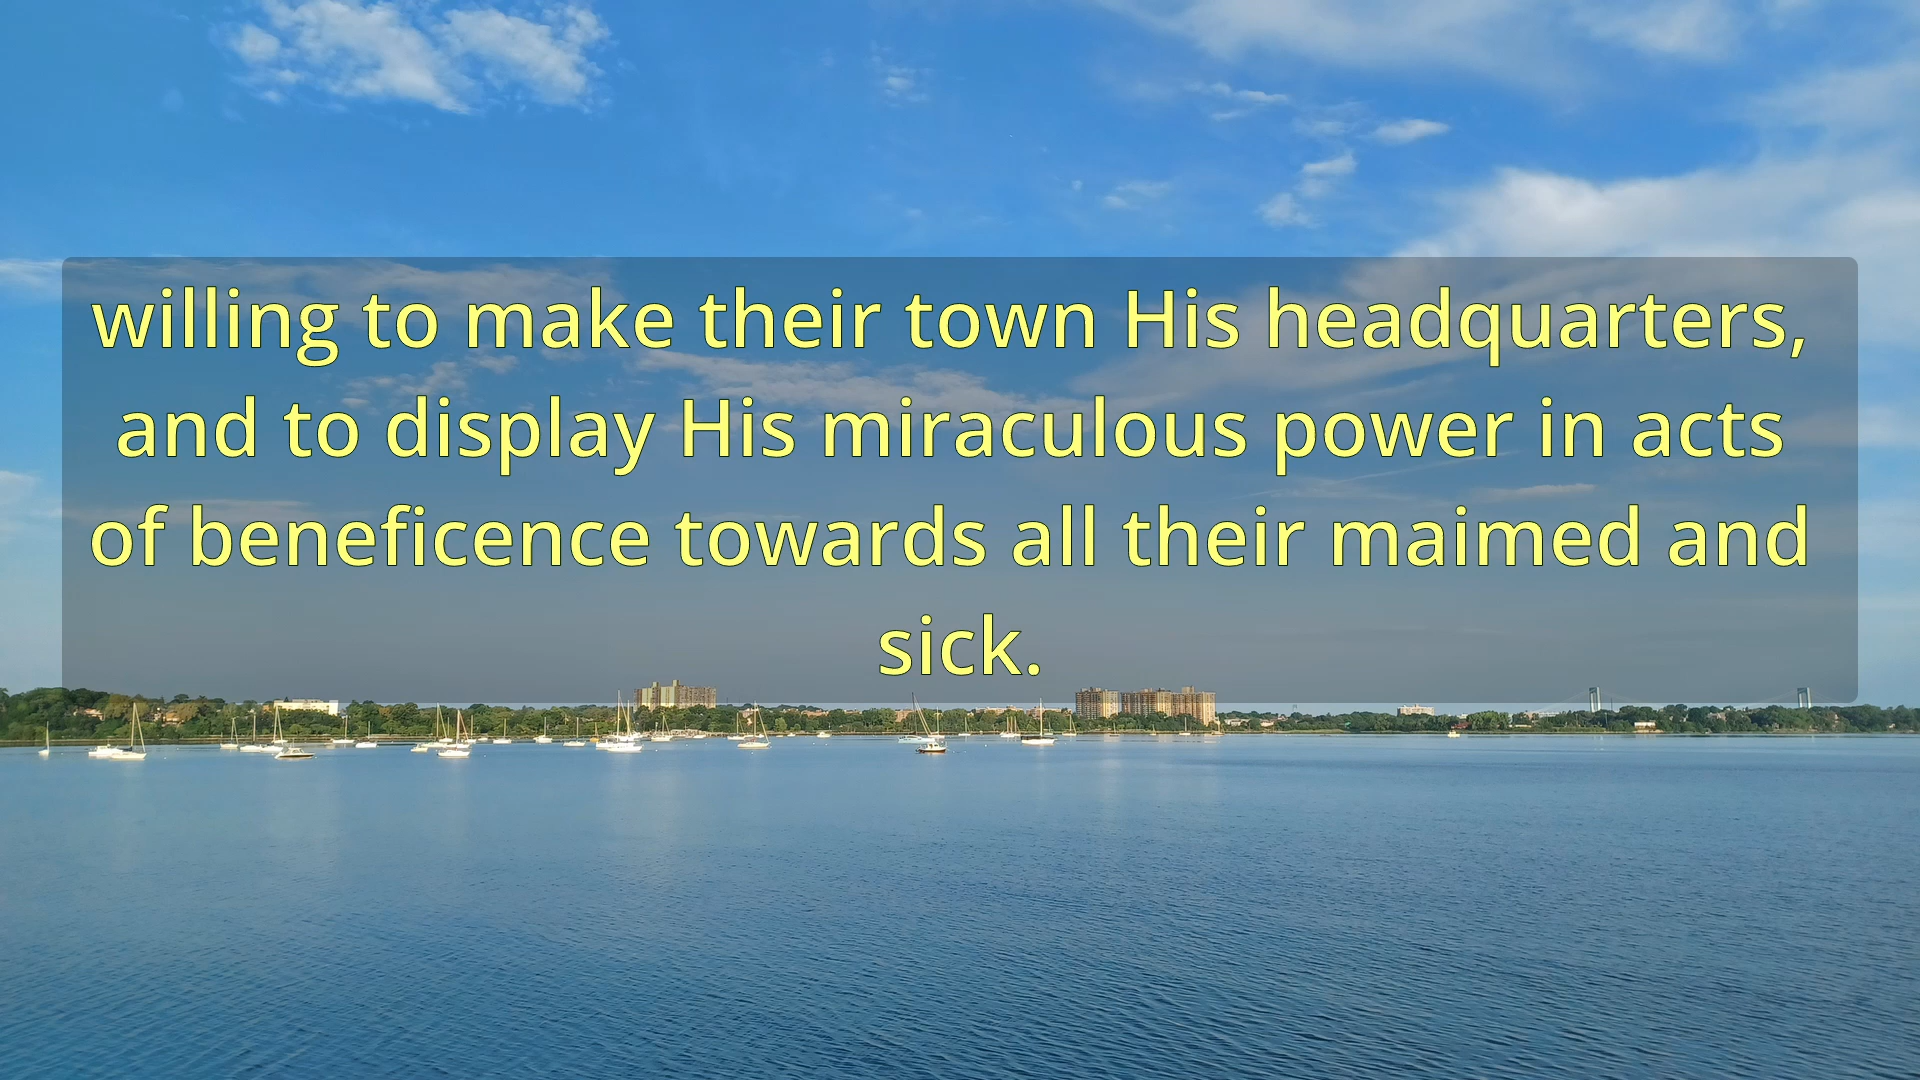 willing to make their town His headquarters,
and to display His miraculous power in acts
of beneficence towards all their maimed and
sick.